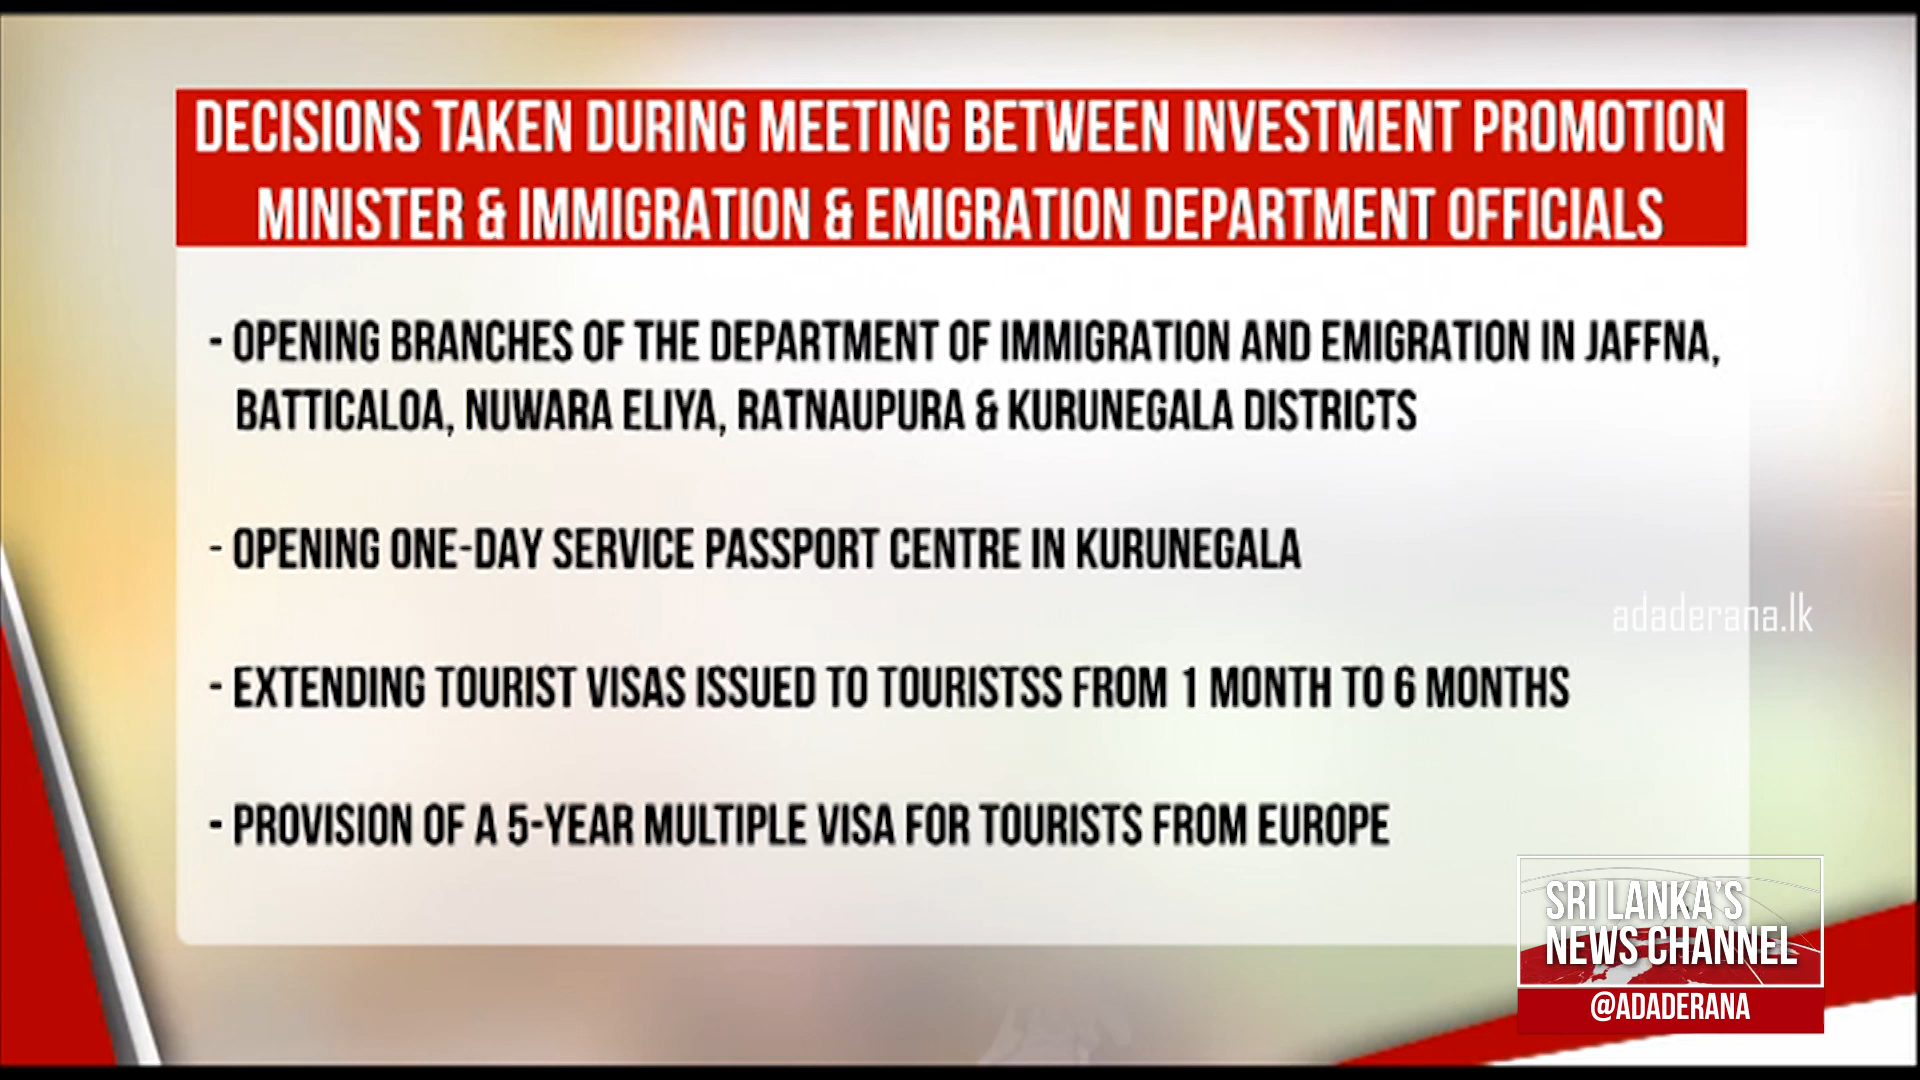 DECISIONS TAKEN DURING MEETING BETWEEN INVESTMENT PROMOTION
MINISTER & IMMIGRATION & EMIGRATION DEPARTMENT OFFICIALS
- OPENING BRANCHES OF THE DEPARTMENT OF IMMIGRATION AND EMIGRATION IN JAFFNA,
BATTICALOA, NUWARA ELIYA, RATNAUPURA & KURUNEGALA DISTRICTS
- OPENING ONE-DAY SERVICE PASSPORT CENTRE IN KURUNEGALA
adaderana.lk
- EXTENDING TOURIST VISAS ISSUED TO TOURISTSS FROM 1 MONTH TO 6 MONTHS
- PROVISION OF A 5-YEAR MULTIPLE VISA FOR TOURISTS FROM EUROPE
SRI LANKA'S
NEWS CHANNEL
@ADADERANA